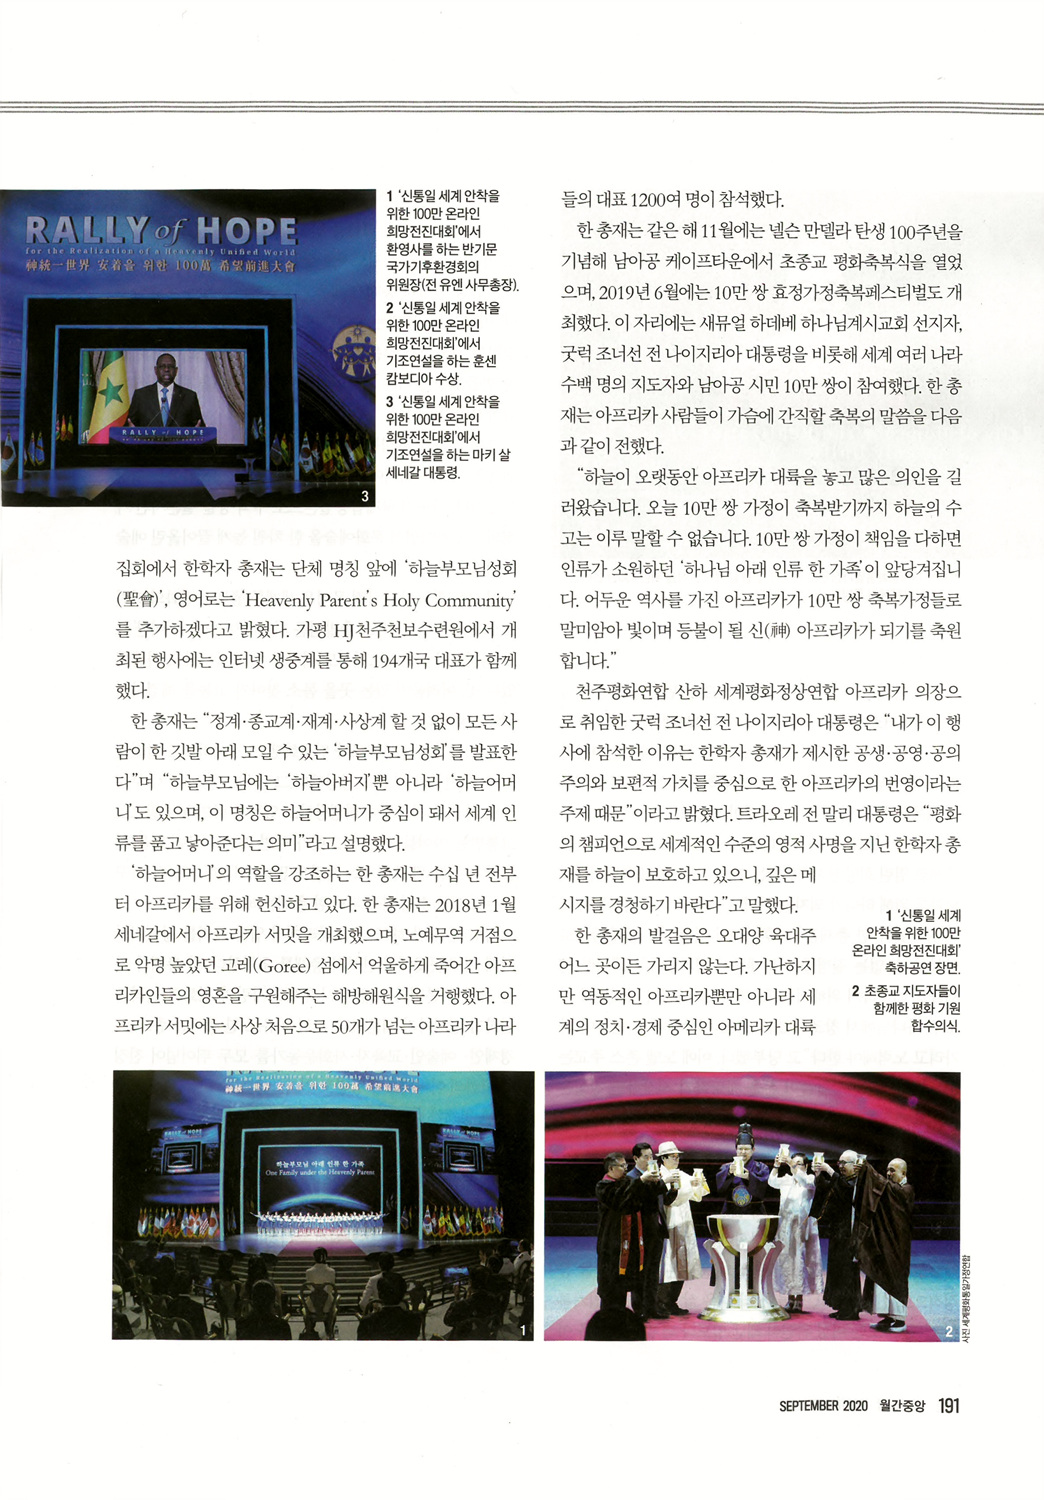 RALLY of HOPE
for the Realization of a Heavenly Unified World
神統一世界 安着을 위한 100萬 希望前進大會
RALLY of HOPE
3
1 ‘신통일 세계 안착을
위한 100만 온라인
희망전진대회’에서
환영사를 하는 반기문
국가기후환경회의
위원장(전 유엔 사무총장).
2 ‘신통일 세계 안착을
위한 100만 온라인
희망전진대회’에서
기조연설을 하는 훈센
캄보디아 수상.
3 ‘신통일 세계 안착을
위한 100만 온라인
희망전진대회’에서
기조연설을 하는 마키 살
세네갈 대통령.
집회에서 한학자 총재는 단체 명칭 앞에 ‘하늘부모님성회
(聖會)’, 영어로는 ‘Heavenly Parent’s Holy Community’
를 추가하겠다고 밝혔다. 가평 HJ천주천보수련원에서 개
최된 행사에는 인터넷 생중계를 통해 194개국 대표가 함께
했다.
한 총재는 “정계·종교계·재계·사상계 할 것 없이 모든 사
람이 한 깃발 아래 모일 수 있는 ‘하늘부모님성회’를 발표한
다”며 “하늘부모님에는 ‘하늘아버지’뿐 아니라 ‘하늘어머
니’도 있으며, 이 명칭은 하늘어머니가 중심이 돼서 세계 인
류를 품고 낳아준다는 의미”라고 설명했다.
‘하늘어머니’의 역할을 강조하는 한 총재는 수십 년 전부
터 아프리카를 위해 헌신하고 있다. 한 총재는 2018년 1월
세네갈에서 아프리카 서밋을 개최했으며, 노예무역 거점으
로 악명 높았던 고레(Goree) 섬에서 억울하게 죽어간 아프
리카인들의 영혼을 구원해주는 해방해원식을 거행했다. 아
프리카 서밋에는 사상 처음으로 50개가 넘는 아프리카 나라
들의 대표 1200여 명이 참석했다.
한 총재는 같은 해 11월에는 넬슨 만델라 탄생 100주년을
기념해 남아공 케이프타운에서 초종교 평화축복식을 열었
으며, 2019년 6월에는 10만 쌍 효정가정축복페스티벌도 개
최했다. 이 자리에는 새뮤얼 하데베 하나님계시교회 선지자,
굿럭 조너선 전 나이지리아 대통령을 비롯해 세계 여러 나라
수백 명의 지도자와 남아공 시민 10만 쌍이 참여했다. 한 총
재는 아프리카 사람들이 가슴에 간직할 축복의 말씀을 다음
과 같이 전했다.
“하늘이 오랫동안 아프리카 대륙을 놓고 많은 의인을 길
러왔습니다. 오늘 10만 쌍 가정이 축복받기까지 하늘의 수
고는 이루 말할 수 없습니다. 10만 쌍 가정이 책임을 다하면
인류가 소원하던 ‘하나님 아래 인류 한 가족’이 앞당겨집니
다. 어두운 역사를 가진 아프리카가 10만 쌍 축복가정들로
말미암아 빛이며 등불이 될 신(神) 아프리카가 되기를 축원
합니다.”
천주평화연합 산하 세계평화정상연합 아프리카 의장으
로 취임한 굿럭 조너선 전 나이지리아 대통령은 “내가 이 행
사에 참석한 이유는 한학자 총재가 제시한 공생·공영·공의
주의와 보편적 가치를 중심으로 한 아프리카의 번영이라는
주제 때문”이라고 밝혔다. 트라오레 전 말리 대통령은 “평화
의 챔피언으로 세계적인 수준의 영적 사명을 지닌 한학자 총
재를 하늘이 보호하고 있으니, 깊은 메
시지를 경청하기 바란다”고 말했다.
한 총재의 발걸음은 오대양 육대주
어느 곳이든 가리지 않는다. 가난하지
만 역동적인 아프리카뿐만 아니라 세
계의 정치·경제 중심인 아메리카 대륙
1 ‘신통일 세계
안착을 위한 100만
온라인 희망전진대회’
축하공연 장면.
2 초종교 지도자들이
함께한 평화 기원
합수의식.
for the Realization of a Heavenly Unified World
神統一世界 安着을 위한 100萬 希望前進大會
RALLY of HOPE
RALLY of HOPE
하늘부모님 아래 인류 한 가족
One Family under the Heavenly Parent
1
2
사진 세계평화통일가정연합
SEPTEMBER 2020 월간중앙 191